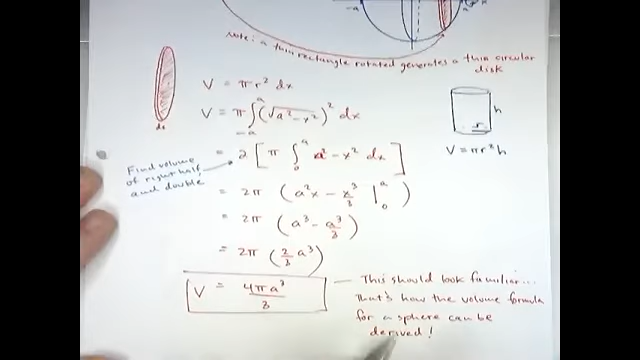 -a
a
Note: a thin rectangle rotated generates a thin circular
disk
V = πr² dx
V = π ∫_{-a}^{a} (√(a²-x²))² dx
= 2 [ π ∫_0^a a² - x² dx ]
Find volume
of right half
and double
= 2π (a²x - x³/3 |_0^a )
= 2π (a³ - a³/3)
= 2π (2/3 a³)
V = 4πa³/3
dx
h
r
V = πr²h
This should look familiar...
That's how the volume formula
for a sphere can be
derived!